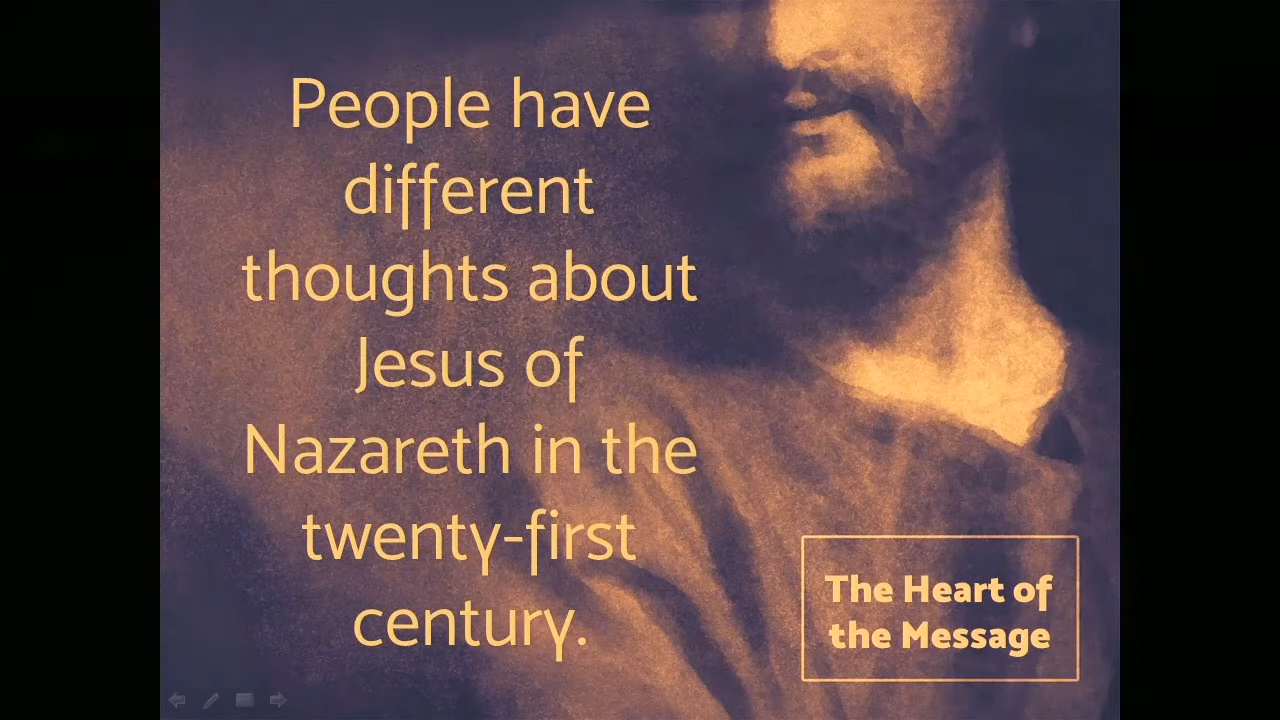 People have
different
thoughts about
Jesus of
Nazareth in the
twenty-first
century.
The Heart of
the Message